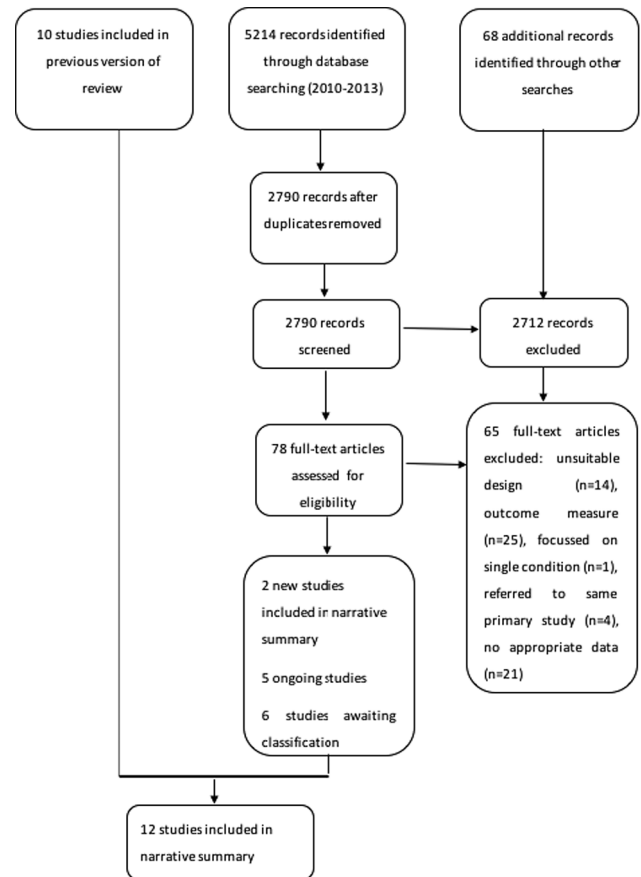 10 studies included in
previous version of
review
5214 records identified
through database
searching (2010-2013)
68 additional records
identified through other
searches
2790 records after
duplicates removed
2790 records
screened
2712 records
excluded
78 full-text articles
assessed for
eligibility
65 full-text articles
excluded: unsuitable
design (n=14),
outcome measure
(n=25), focussed on
single condition (n=1),
referred to same
primary study (n=4),
no appropriate data
(n=21)
2 new studies
included in narrative
summary
5 ongoing studies
6 studies awaiting
classification
12 studies included in
narrative summary